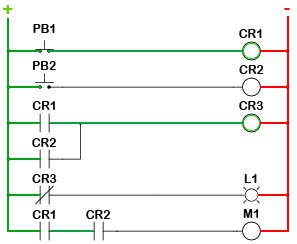 + -
PB1 CR1
PB2 CR2
CR1 CR3
CR2
CR3 L1
CR1 CR2 M1